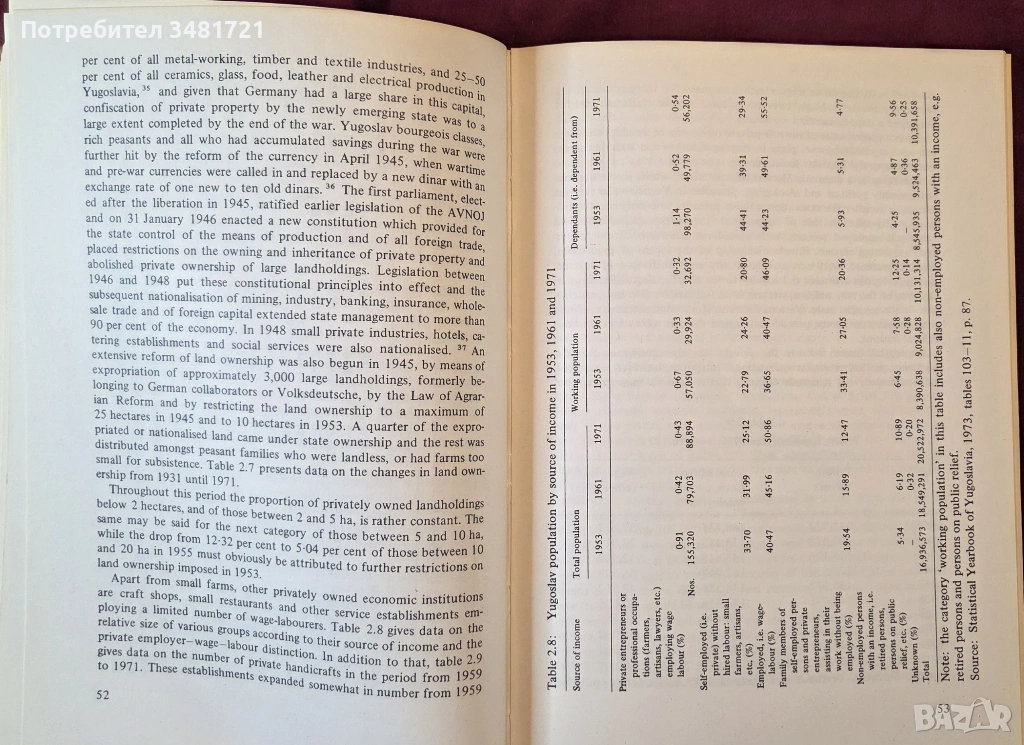 Потребител 3481721
per cent of all metal-working, timber and textile industries, and 25–50
per cent of all ceramics, glass, food, leather and electrical production in
Yugoslavia,³⁵ and given that Germany had a large share in this capital,
confiscation of private property by the newly emerging state was to a
large extent completed by the end of the war. Yugoslav bourgeois classes,
rich peasants and all who had accumulated savings during the war were
further hit by the reform of the currency in April 1945, when wartime
and pre-war currencies were called in and replaced by a new dinar with an
exchange rate of one new to ten old dinars.³⁶ The first parliament, elect-
ed after the liberation in 1945, ratified earlier legislation of the AVNOJ
and on 31 January 1946 enacted a new constitution which provided for
the state control of the means of production and of all foreign trade,
placed restrictions on the owning and inheritance of private property and
abolished private ownership of large landholdings. Legislation between
1946 and 1948 put these constitutional principles into effect and the
subsequent nationalisation of mining, industry, banking, insurance, whole-
sale trade and of foreign capital extended state management to more than
90 per cent of the economy. In 1948 small private industries, hotels, ca-
tering establishments and social services were also nationalised.³⁷ An
extensive reform of land ownership was also begun in 1945, by means of
expropriation of approximately 3,000 large landholdings, formerly be-
longing to German collaborators or Volksdeutsche, by the Law of Agrar-
ian Reform and by restricting the land ownership to a maximum of
25 hectares in 1945 and to 10 hectares in 1953. A quarter of the expro-
priated or nationalised land came under state ownership and the rest was
distributed amongst peasant families who were landless, or had farms too
small for subsistence. Table 2.7 presents data on the changes in land own-
ership from 1931 until 1971.
Throughout this period the proportion of privately owned landholdings
below 2 hectares, and of those between 2 and 5 ha, is rather constant. The
same may be said for the next category of those between 5 and 10 ha,
while the drop from 12·32 per cent to 5·04 per cent of those between 10
and 20 ha in 1955 must obviously be attributed to further restrictions on
land ownership imposed in 1953.
Apart from small farms, other privately owned economic institutions
are craft shops, small restaurants and other service establishments em-
ploying a limited number of wage-labourers. Table 2.8 gives data on the
relative size of various groups according to their source of income and the
private employer–wage–labour distinction. In addition to that, table 2.9
gives data on the number of private handicrafts in the period from 1959
to 1971. These establishments expanded somewhat in number from 1959
52
Table 2.8: Yugoslav population by source of income in 1953, 1961 and 1971
Source of income Total population Working population Dependants (i.e. dependent from)
1953 1961 1971 1953 1961 1971 1953 1961 1971
Private entrepreneurs or
professional occupa-
tions (farmers,
artisans, lawyers, etc.)
employing wage
labour (%) 0·91 0·42 0·43 0·67 0·33 0·32 1·14 0·52 0·54
Nos. 155,320 79,703 88,894 57,050 29,924 32,692 98,270 49,779 56,202
Self-employed (i.e.
private) without
hired labour: small
farmers, artisans,
etc. (%) 33·70 31·99 25·12 22·79 24·26 20·80 44·41 39·31 29·34
Employed, i.e. wage-
labour (%) 40·47 45·16 50·86 36·65 40·47 46·09 44·23 49·61 55·52
Family members of
self-employed per-
sons and private
entrepreneurs,
assisting in their
work without being
employed (%) 19·54 15·89 12·47 33·41 27·05 20·36 5·93 5·31 4·77
Non-employed persons
with an income, i.e.
retired persons,
persons on public
relief, etc. (%) 5·34 6·19 10·89 6·45 7·58 12·25 4·25 4·87 9·56
Unknown (%) — 0·32 0·20 0·28 0·14 — 0·36 0·25
Total 16,936,573 18,549,291 20,522,972 8,390,638 9,024,828 10,131,314 8,545,935 9,524,463 10,391,658
Note: the category 'working population' in this table includes also non-employed persons with an income, e.g.
retired persons and persons on public relief.
Source: Statistical Yearbook of Yugoslavia, 1973, tables 103–11, p. 87.
53
BAZAR